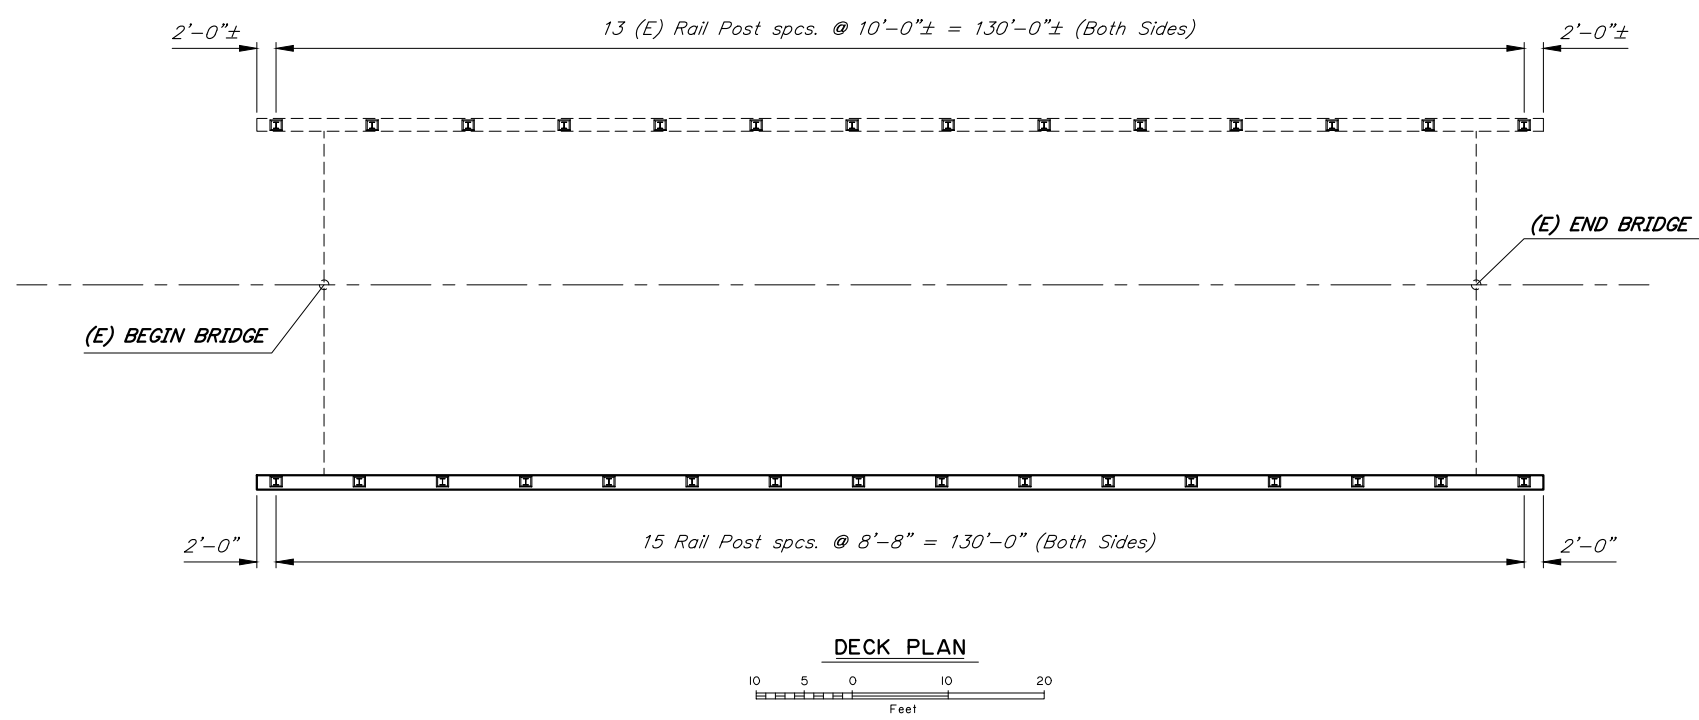 2'-0"±
13 (E) Rail Post spcs. @ 10'-0"± = 130'-0"± (Both Sides)
2'-0"±
(E) END BRIDGE
(E) BEGIN BRIDGE
2'-0"
15 Rail Post spcs. @ 8'-8" = 130'-0" (Both Sides)
2'-0"
DECK PLAN
10 5 0 10 20
Feet